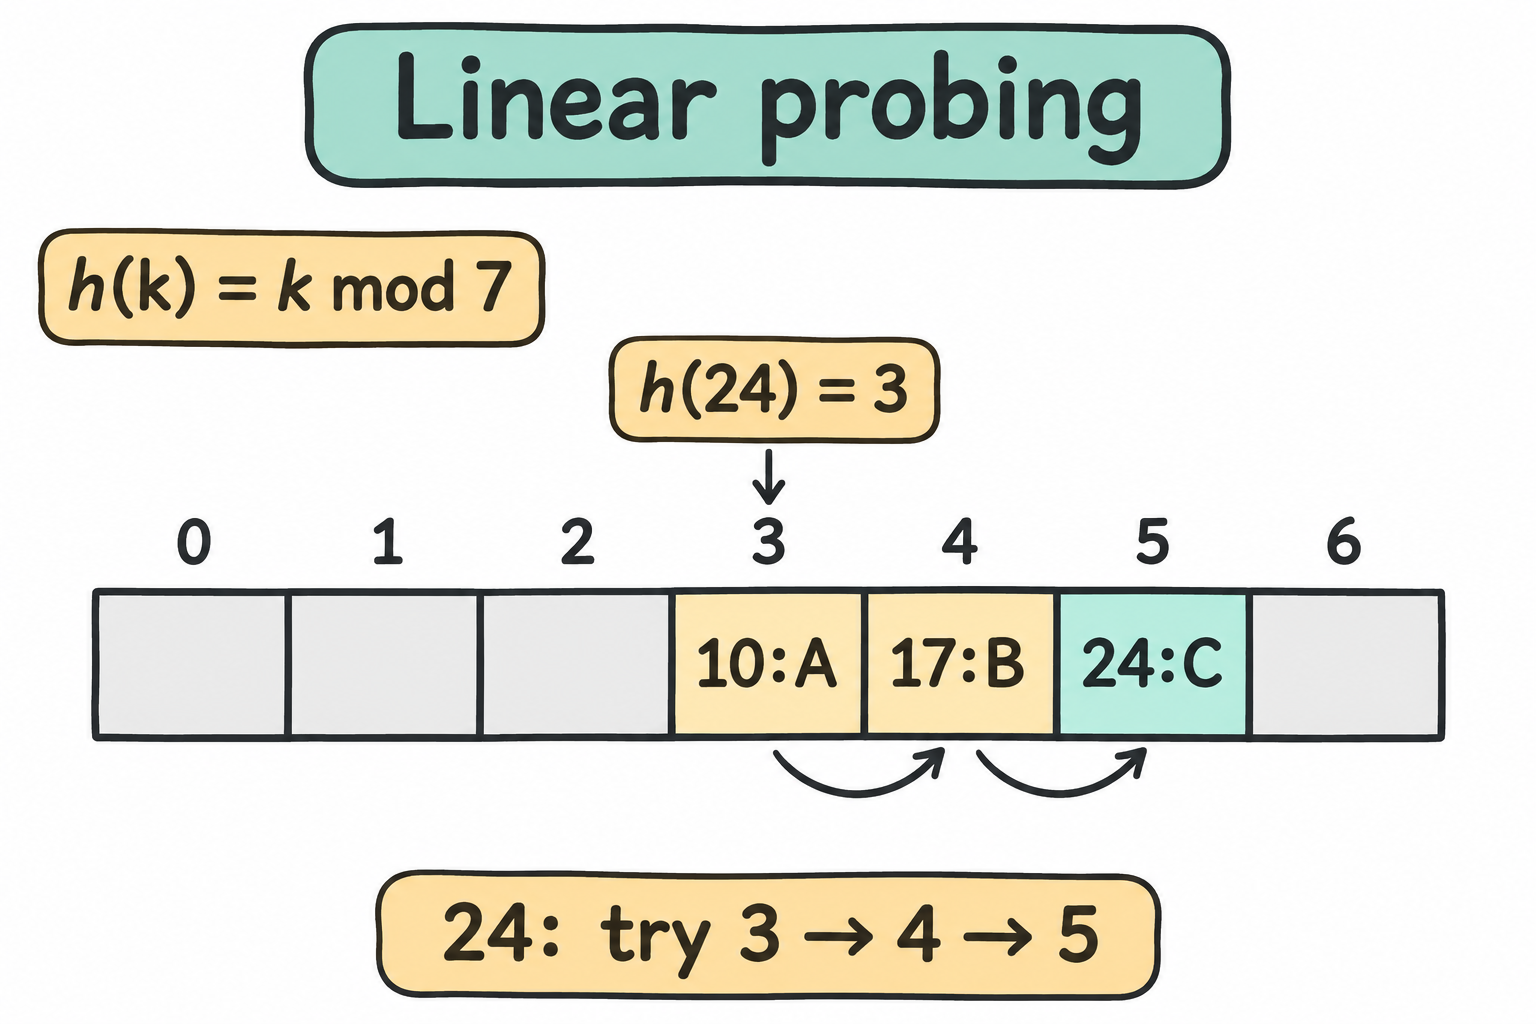 Linear probing
h(k) = k mod 7
h(24) = 3
0 1 2 3 4 5 6
10:A 17:B 24:C
24: try 3 → 4 → 5